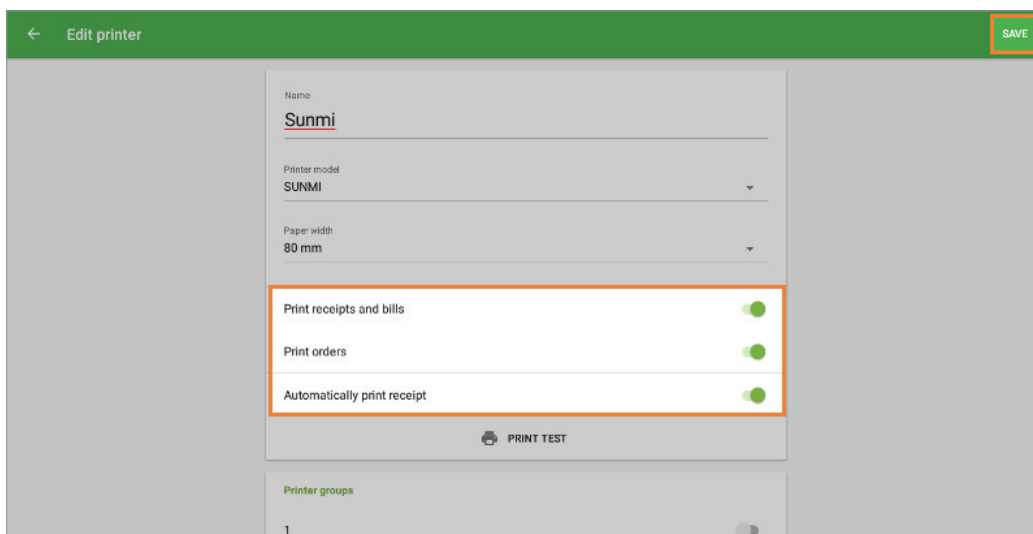 Edit printer
SAVE
Name
Sunmi
Printer model
SUNMI
Paper width
80 mm
Print receipts and bills
Print orders
Automatically print receipt
PRINT TEST
Printer groups
1